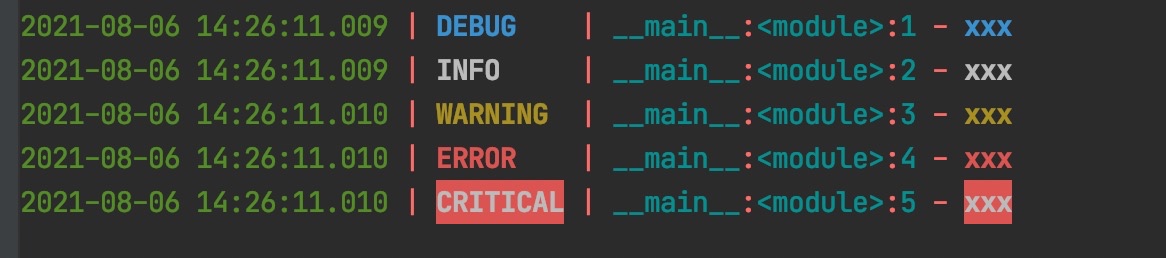 2021-08-06 14:26:11.009 | DEBUG    | __main__:<module>:1 - xxx
2021-08-06 14:26:11.009 | INFO     | __main__:<module>:2 - xxx
2021-08-06 14:26:11.010 | WARNING  | __main__:<module>:3 - xxx
2021-08-06 14:26:11.010 | ERROR    | __main__:<module>:4 - xxx
2021-08-06 14:26:11.010 | CRITICAL | __main__:<module>:5 - xxx